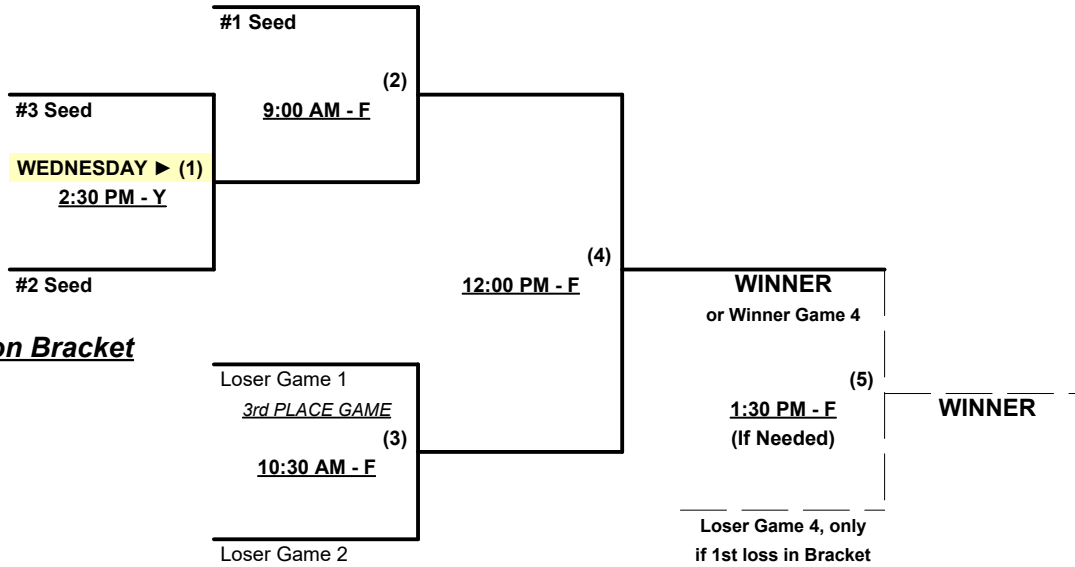 #1 Seed
(2)
9:00 AM - F
#3 Seed
WEDNESDAY ► (1)
2:30 PM - Y
#2 Seed
(4)
12:00 PM - F
WINNER
or Winner Game 4
on Bracket
Loser Game 1
3rd PLACE GAME
(3)
10:30 AM - F
Loser Game 2
(5)
1:30 PM - F
(If Needed)
WINNER
Loser Game 4, only
if 1st loss in Bracket